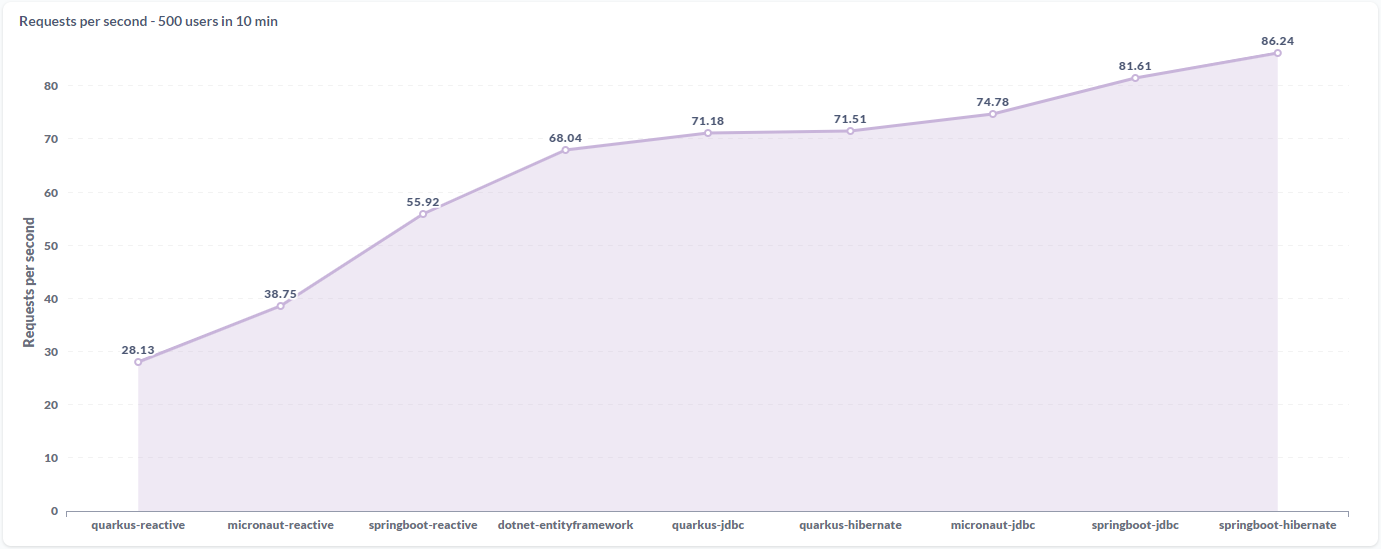 Requests per second - 500 users in 10 min
Requests per second
80
70
60
50
40
30
20
10
0
28.13
38.75
55.92
68.04
71.18
71.51
74.78
81.61
86.24
quarkus-reactive
micronaut-reactive
springboot-reactive
dotnet-entityframework
quarkus-jdbc
quarkus-hibernate
micronaut-jdbc
springboot-jdbc
springboot-hibernate